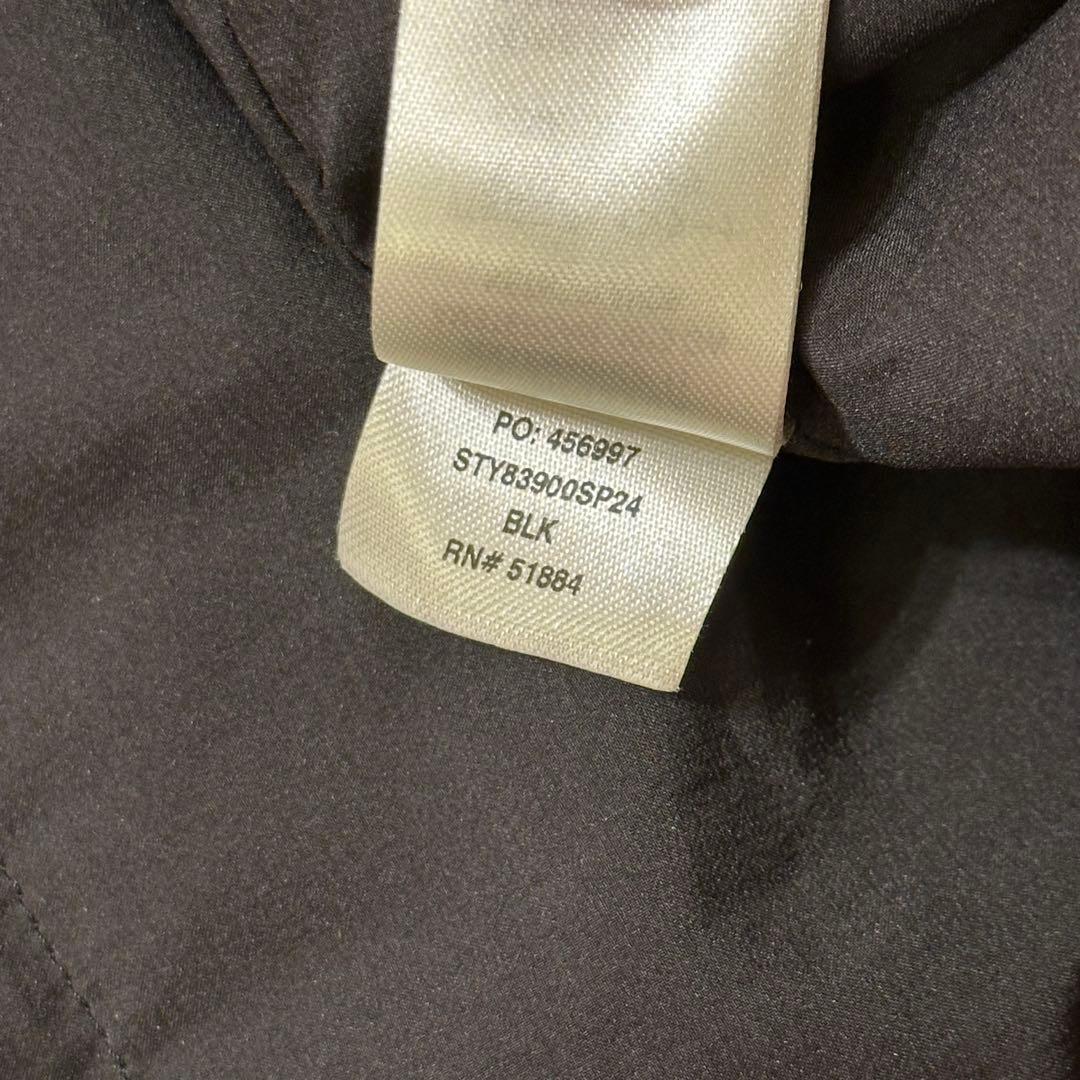 PO: 456997
STY83900SP24
BLK
RN# 51884